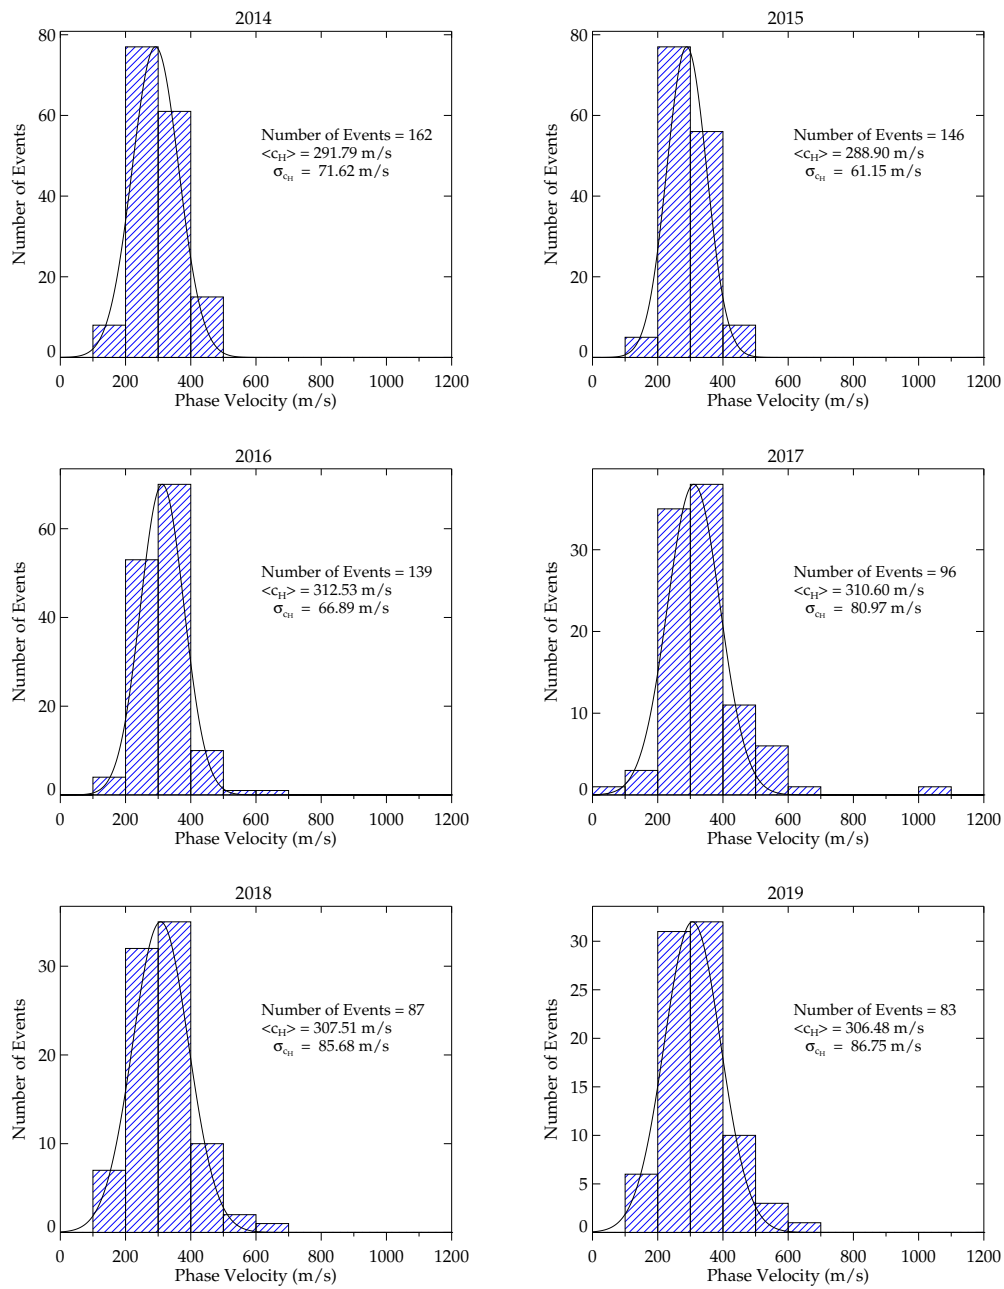 2014
80
60
40
20
0
Number of Events
Number of Events = 162
<c_H> = 291.79 m/s
σ_c_H = 71.62 m/s
0 200 400 600 800 1000 1200
Phase Velocity (m/s)
2015
80
60
40
20
0
Number of Events
Number of Events = 146
<c_H> = 288.90 m/s
σ_c_H = 61.15 m/s
0 200 400 600 800 1000 1200
Phase Velocity (m/s)
2016
60
40
20
0
Number of Events
Number of Events = 139
<c_H> = 312.53 m/s
σ_c_H = 66.89 m/s
0 200 400 600 800 1000 1200
Phase Velocity (m/s)
2017
30
20
10
0
Number of Events
Number of Events = 96
<c_H> = 310.60 m/s
σ_c_H = 80.97 m/s
0 200 400 600 800 1000 1200
Phase Velocity (m/s)
2018
30
20
10
0
Number of Events
Number of Events = 87
<c_H> = 307.51 m/s
σ_c_H = 85.68 m/s
0 200 400 600 800 1000 1200
Phase Velocity (m/s)
2019
30
25
20
15
10
5
0
Number of Events
Number of Events = 83
<c_H> = 306.48 m/s
σ_c_H = 86.75 m/s
0 200 400 600 800 1000 1200
Phase Velocity (m/s)